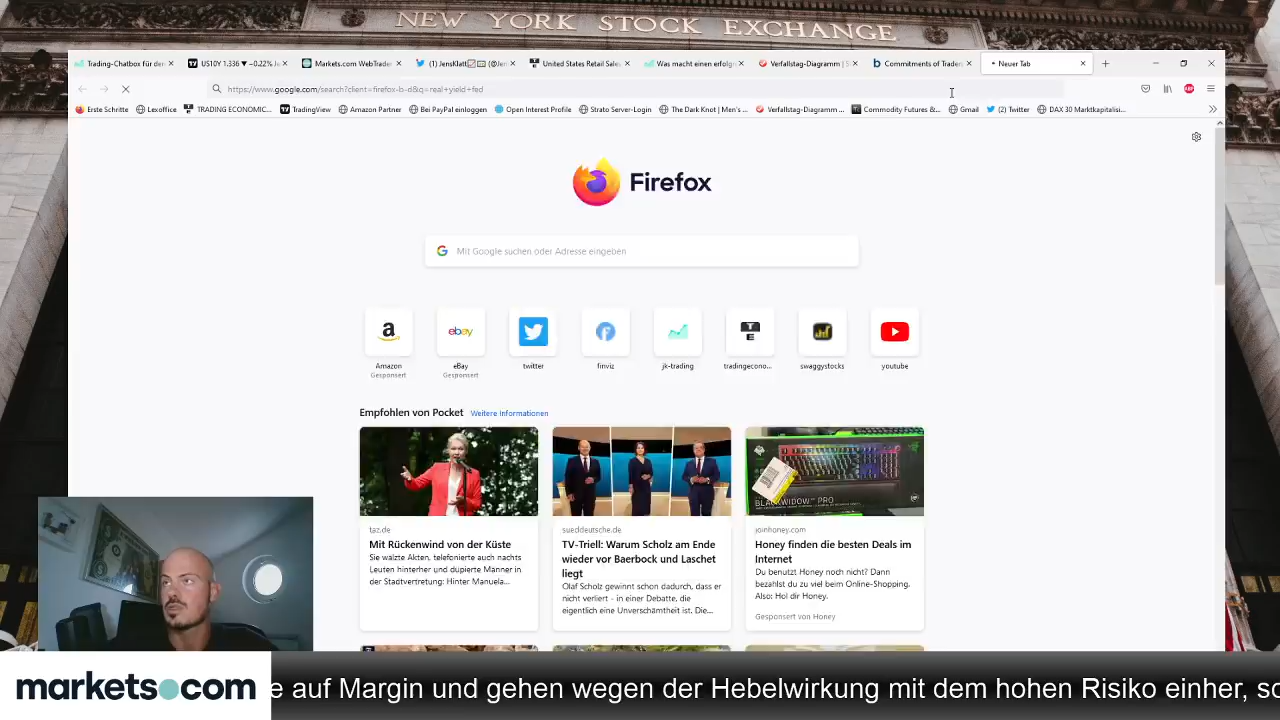 NEW YORK STOCK EXCHANGE
Trading-Chatbox für der
US10Y 1.336 ▼ −0.22%
Markets.com WebTrader
(1) JensKlatt
(@Je
United States Retail Sales
Was macht einen erfolg
Verfallstag-Diagramm | S
Commitments of Traders
Neuer Tab
https://www.google.com/search?client=firefox-b-d&q=real+yield+fed
Erste Schritte
Lexoffice
TRADING ECONOMIC...
TradingView
Amazon Partner
Bei PayPal einloggen
Open Interest Profile
Strato Server-Login
The Dark Knot | Men's ...
Verfallstag-Diagramm ...
Commodity Futures &...
Gmail
(2) Twitter
DAX 30 Marktkapitalisi...
Firefox
Mit Google suchen oder Adresse eingeben
a
ebay
T
E
Amazon
eBay
twitter
finviz
jk-trading
tradingecono...
swaggystocks
youtube
Gesponsert
Gesponsert
Empfohlen von Pocket
Weitere Informationen
BLACKWIDOW PRO
taz.de
Mit Rückenwind von der Küste
Sie wälzte Akten, telefonierte auch nachts
Leuten hinterher und düpierte Männer in
der Stadtvertretung: Hinter Manuela...
sueddeutsche.de
TV-Triell: Warum Scholz am Ende
wieder vor Baerbock und Laschet
liegt
Olaf Scholz gewinnt schon dadurch, dass er
nicht verliert - in einer Debatte, die
eigentlich eine Unverschämtheit ist. Die...
joinhoney.com
Honey finden die besten Deals im
Internet
Du benutzt Honey noch nicht? Dann
bezahlst du zu viel beim Online-Shopping.
Also: Hol dir Honey.
Gesponsert von Honey
markets.com
e auf Margin und gehen wegen der Hebelwirkung mit dem hohen Risiko einher, sc